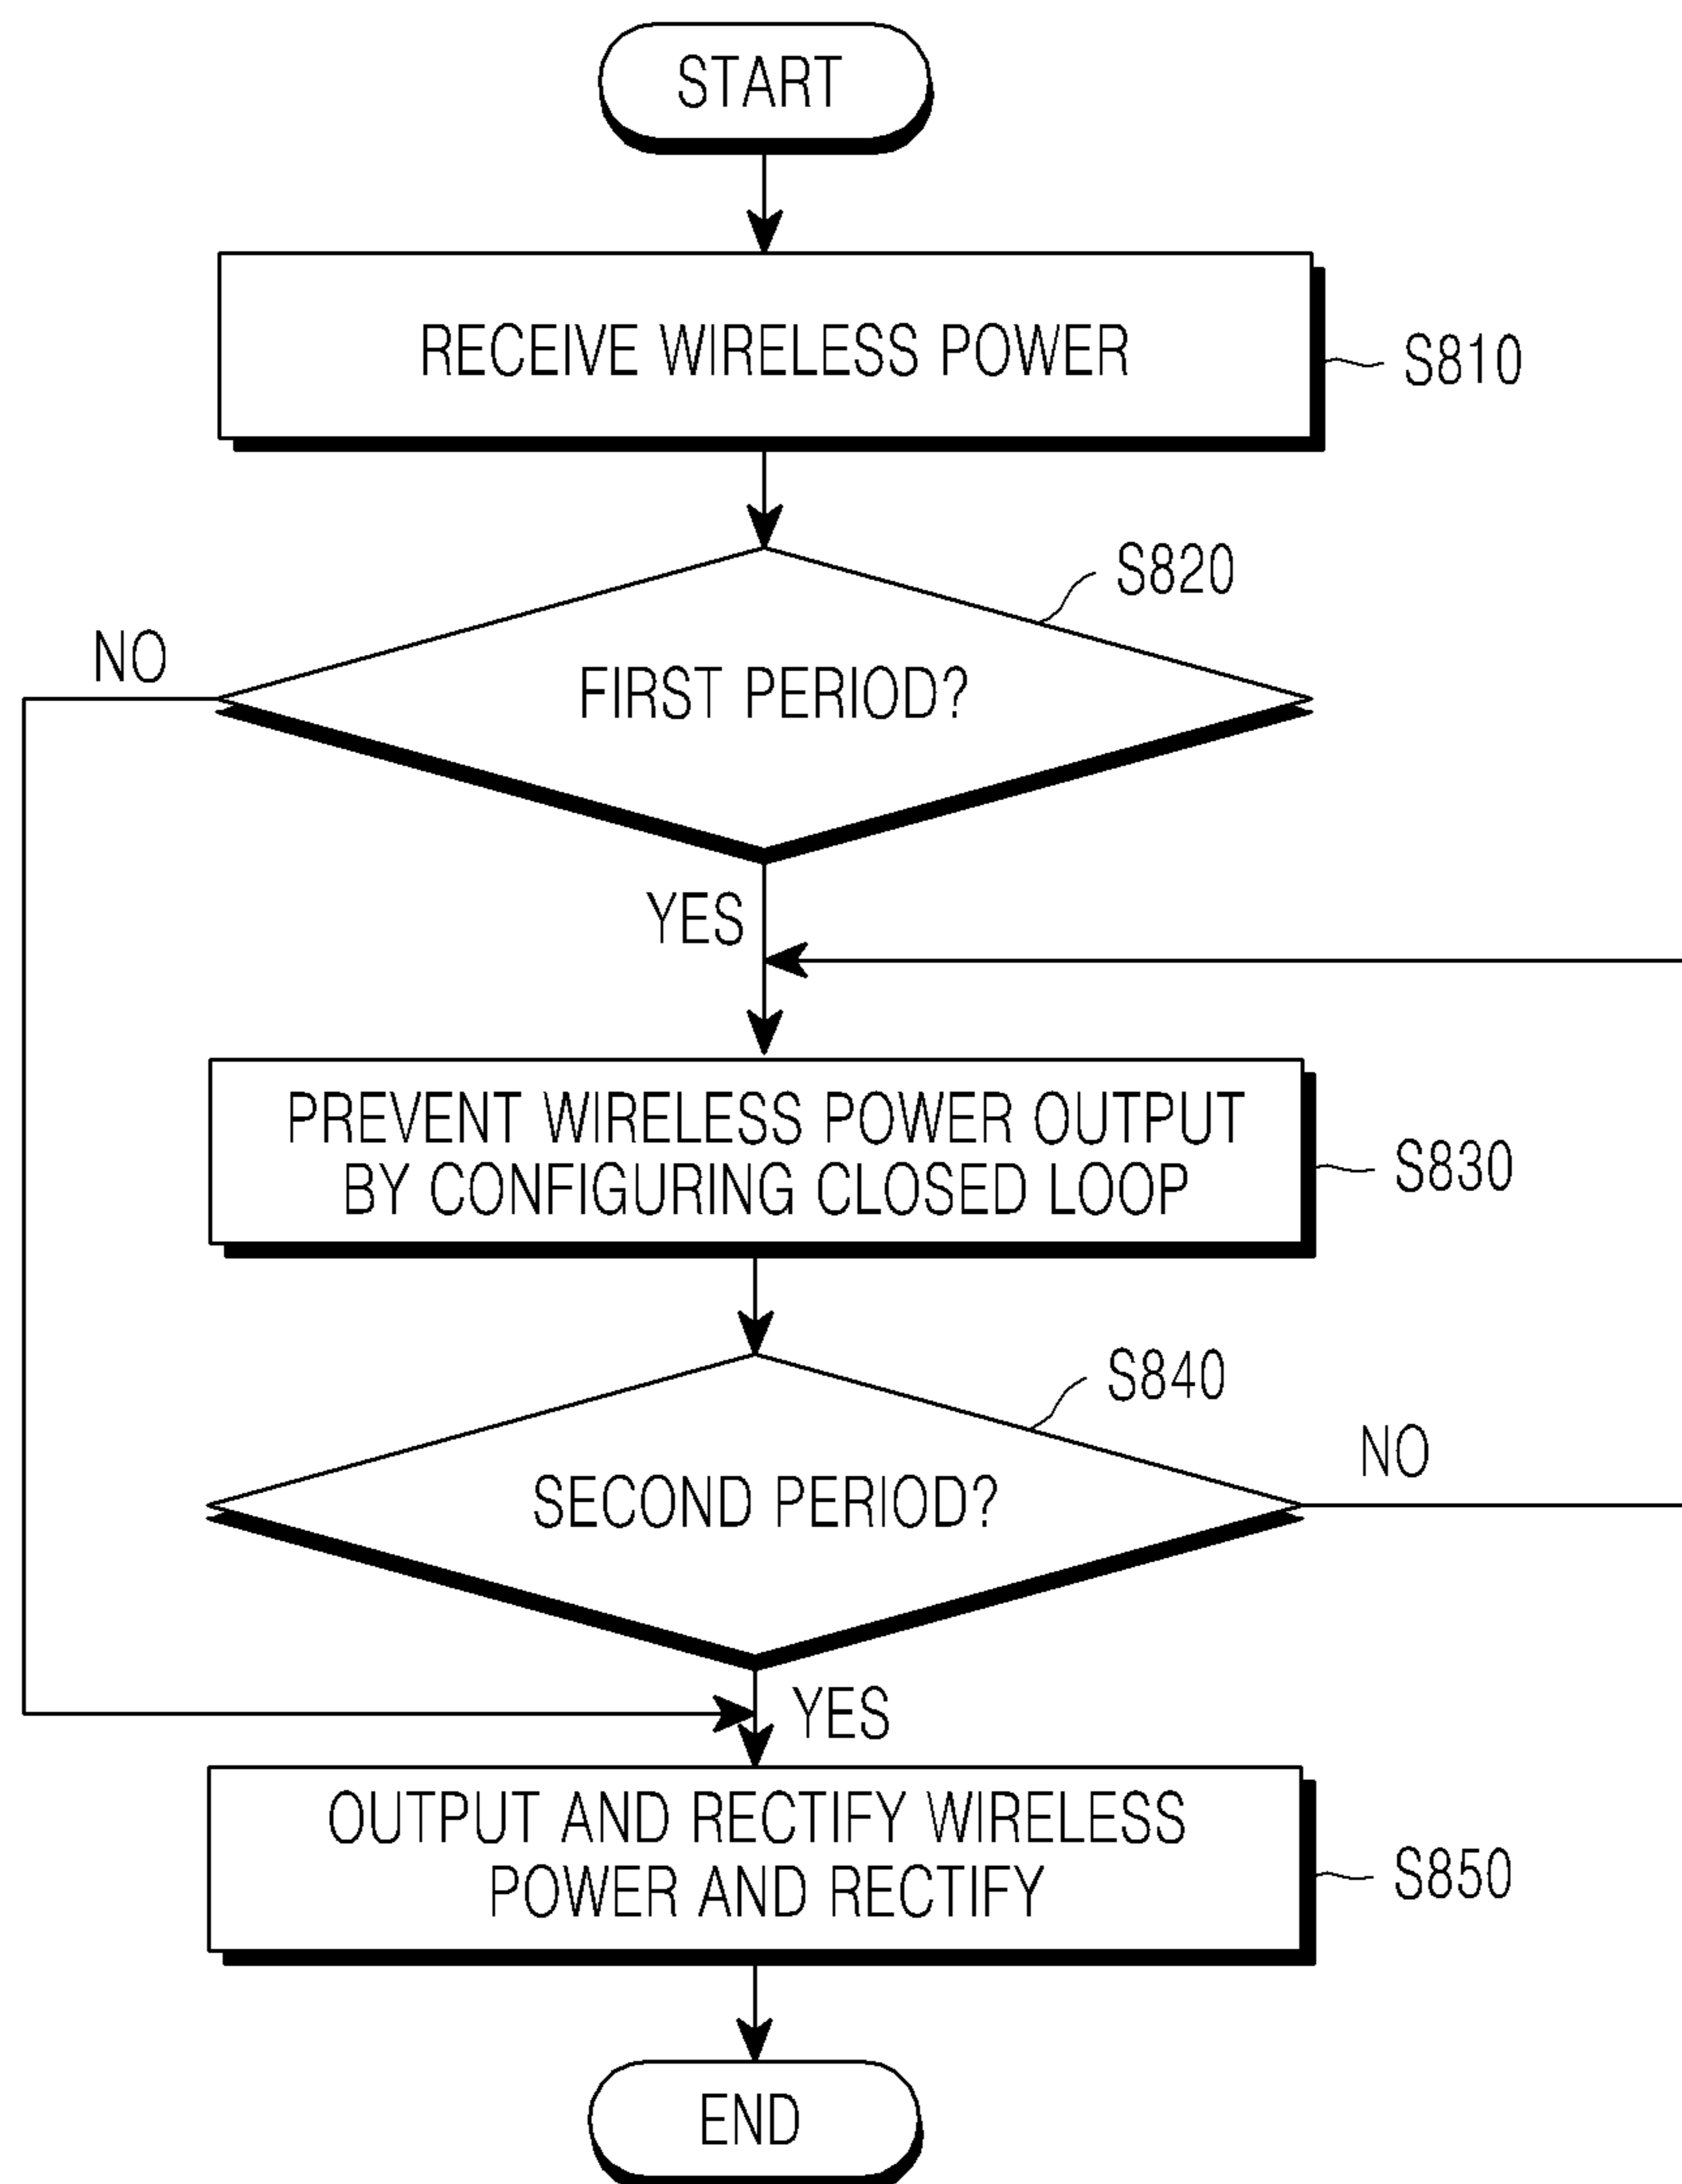 START
RECEIVE WIRELESS POWER
S810
S820
NO
FIRST PERIOD?
YES
PREVENT WIRELESS POWER OUTPUT
BY CONFIGURING CLOSED LOOP
S830
S840
NO
SECOND PERIOD?
YES
OUTPUT AND RECTIFY WIRELESS
POWER AND RECTIFY
S850
END